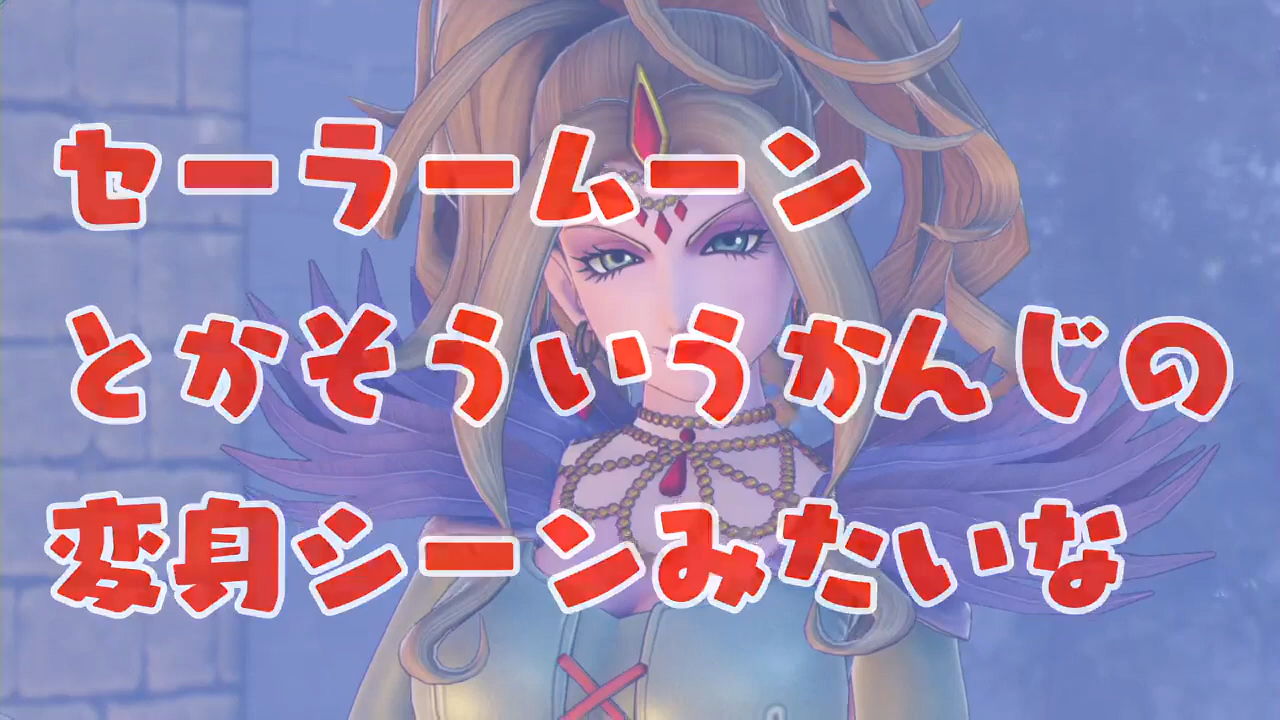 セーラームーン
とかそういうかんじの
変身シーンみたいな